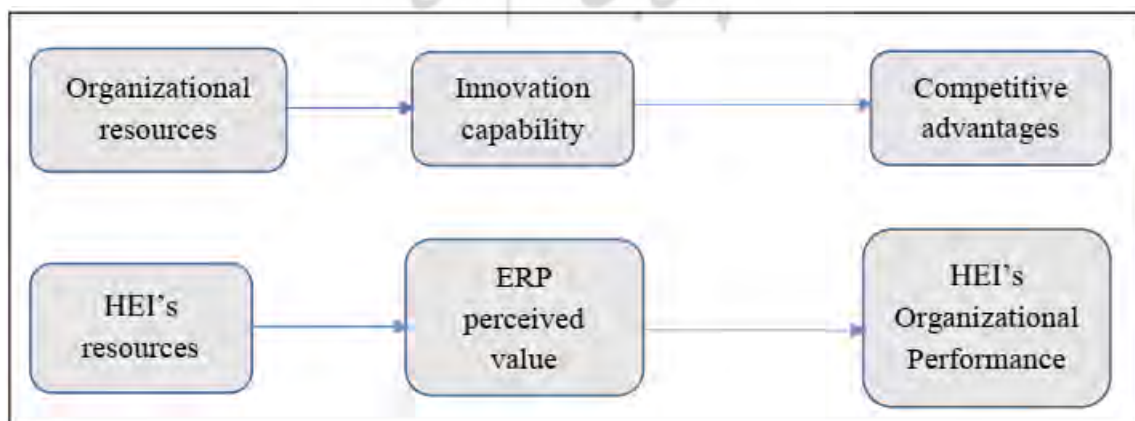 Organizational
resources
Innovation
capability
Competitive
advantages
HEI's
resources
ERP
perceived
value
HEI's
Organizational
Performance